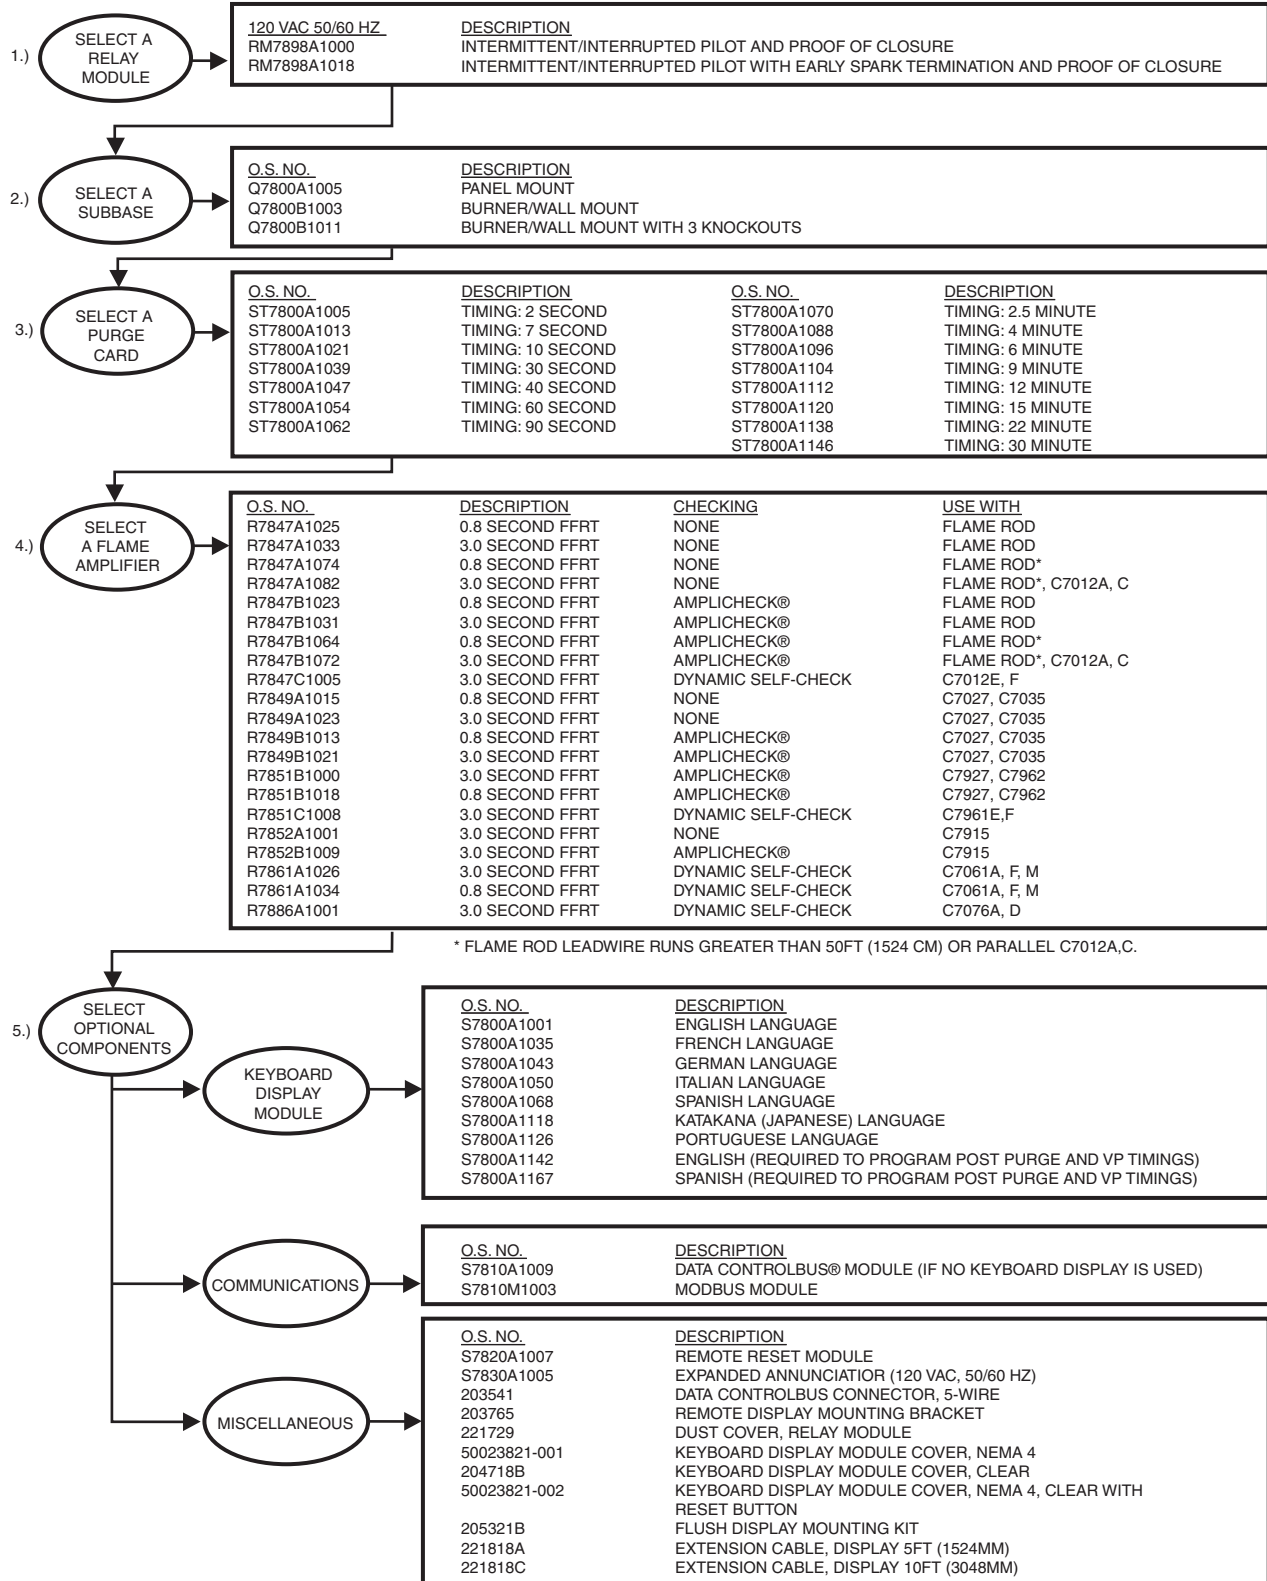 1.)
SELECT A
RELAY
MODULE
120 VAC 50/60 HZ DESCRIPTION
RM7898A1000 INTERMITTENT/INTERRUPTED PILOT AND PROOF OF CLOSURE
RM7898A1018 INTERMITTENT/INTERRUPTED PILOT WITH EARLY SPARK TERMINATION AND PROOF OF CLOSURE
2.)
SELECT A
SUBBASE
O.S. NO. DESCRIPTION
Q7800A1005 PANEL MOUNT
Q7800B1003 BURNER/WALL MOUNT
Q7800B1011 BURNER/WALL MOUNT WITH 3 KNOCKOUTS
3.)
SELECT A
PURGE
CARD
O.S. NO. DESCRIPTION O.S. NO. DESCRIPTION
ST7800A1005 TIMING: 2 SECOND ST7800A1070 TIMING: 2.5 MINUTE
ST7800A1013 TIMING: 7 SECOND ST7800A1088 TIMING: 4 MINUTE
ST7800A1021 TIMING: 10 SECOND ST7800A1096 TIMING: 6 MINUTE
ST7800A1039 TIMING: 30 SECOND ST7800A1104 TIMING: 9 MINUTE
ST7800A1047 TIMING: 40 SECOND ST7800A1112 TIMING: 12 MINUTE
ST7800A1054 TIMING: 60 SECOND ST7800A1120 TIMING: 15 MINUTE
ST7800A1062 TIMING: 90 SECOND ST7800A1138 TIMING: 22 MINUTE
ST7800A1146 TIMING: 30 MINUTE
4.)
SELECT
A FLAME
AMPLIFIER
O.S. NO. DESCRIPTION CHECKING USE WITH
R7847A1025 0.8 SECOND FFRT NONE FLAME ROD
R7847A1033 3.0 SECOND FFRT NONE FLAME ROD
R7847A1074 0.8 SECOND FFRT NONE FLAME ROD*
R7847A1082 3.0 SECOND FFRT NONE FLAME ROD*, C7012A, C
R7847B1023 0.8 SECOND FFRT AMPLICHECK® FLAME ROD
R7847B1031 3.0 SECOND FFRT AMPLICHECK® FLAME ROD
R7847B1064 0.8 SECOND FFRT AMPLICHECK® FLAME ROD*
R7847B1072 3.0 SECOND FFRT AMPLICHECK® FLAME ROD*, C7012A, C
R7847C1005 3.0 SECOND FFRT DYNAMIC SELF-CHECK C7012E, F
R7849A1015 0.8 SECOND FFRT NONE C7027, C7035
R7849A1023 3.0 SECOND FFRT NONE C7027, C7035
R7849B1013 0.8 SECOND FFRT AMPLICHECK® C7027, C7035
R7849B1021 3.0 SECOND FFRT AMPLICHECK® C7027, C7035
R7851B1000 3.0 SECOND FFRT AMPLICHECK® C7927, C7962
R7851B1018 0.8 SECOND FFRT AMPLICHECK® C7927, C7962
R7851C1008 3.0 SECOND FFRT DYNAMIC SELF-CHECK C7961E,F
R7852A1001 3.0 SECOND FFRT NONE C7915
R7852B1009 3.0 SECOND FFRT AMPLICHECK® C7915
R7861A1026 3.0 SECOND FFRT DYNAMIC SELF-CHECK C7061A, F, M
R7861A1034 0.8 SECOND FFRT DYNAMIC SELF-CHECK C7061A, F, M
R7886A1001 3.0 SECOND FFRT DYNAMIC SELF-CHECK C7076A, D
* FLAME ROD LEADWIRE RUNS GREATER THAN 50FT (1524 CM) OR PARALLEL C7012A,C.
5.)
SELECT
OPTIONAL
COMPONENTS
KEYBOARD
DISPLAY
MODULE
O.S. NO. DESCRIPTION
S7800A1001 ENGLISH LANGUAGE
S7800A1035 FRENCH LANGUAGE
S7800A1043 GERMAN LANGUAGE
S7800A1050 ITALIAN LANGUAGE
S7800A1068 SPANISH LANGUAGE
S7800A1118 KATAKANA (JAPANESE) LANGUAGE
S7800A1126 PORTUGUESE LANGUAGE
S7800A1142 ENGLISH (REQUIRED TO PROGRAM POST PURGE AND VP TIMINGS)
S7800A1167 SPANISH (REQUIRED TO PROGRAM POST PURGE AND VP TIMINGS)
COMMUNICATIONS
O.S. NO. DESCRIPTION
S7810A1009 DATA CONTROLBUS® MODULE (IF NO KEYBOARD DISPLAY IS USED)
S7810M1003 MODBUS MODULE
MISCELLANEOUS
O.S. NO. DESCRIPTION
S7820A1007 REMOTE RESET MODULE
S7830A1005 EXPANDED ANNUNCIATIOR (120 VAC, 50/60 HZ)
203541 DATA CONTROLBUS CONNECTOR, 5-WIRE
203765 REMOTE DISPLAY MOUNTING BRACKET
221729 DUST COVER, RELAY MODULE
50023821-001 KEYBOARD DISPLAY MODULE COVER, NEMA 4
204718B KEYBOARD DISPLAY MODULE COVER, CLEAR
50023821-002 KEYBOARD DISPLAY MODULE COVER, NEMA 4, CLEAR WITH
RESET BUTTON
205321B FLUSH DISPLAY MOUNTING KIT
221818A EXTENSION CABLE, DISPLAY 5FT (1524MM)
221818C EXTENSION CABLE, DISPLAY 10FT (3048MM)